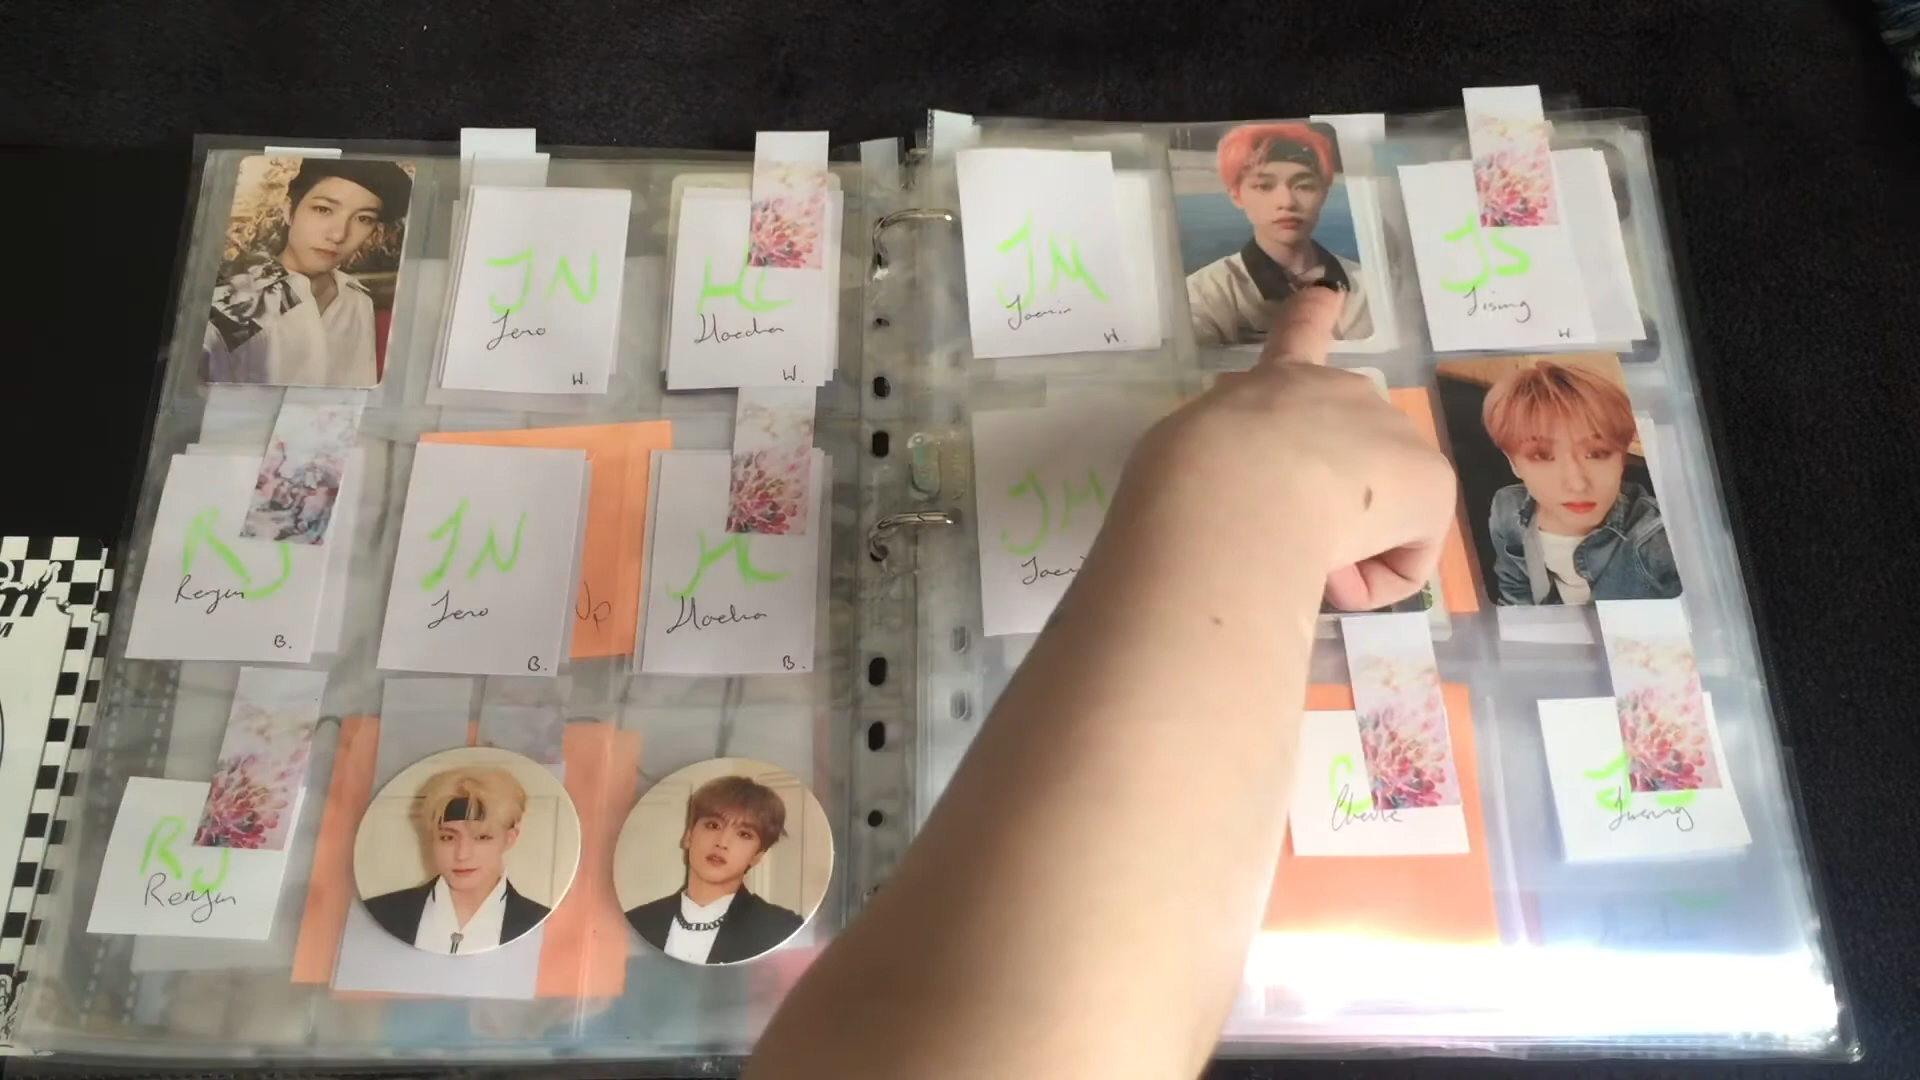 JN
Jeno
W.
HC
Haechan
W.
JM
Jaemin
W.
JS
Jisung
W.
RJ
Renjun
B.
JN
Jeno
B.
Up
HC
Haechan
B.
JM
RJ
Renjun
Chenle
Jisung